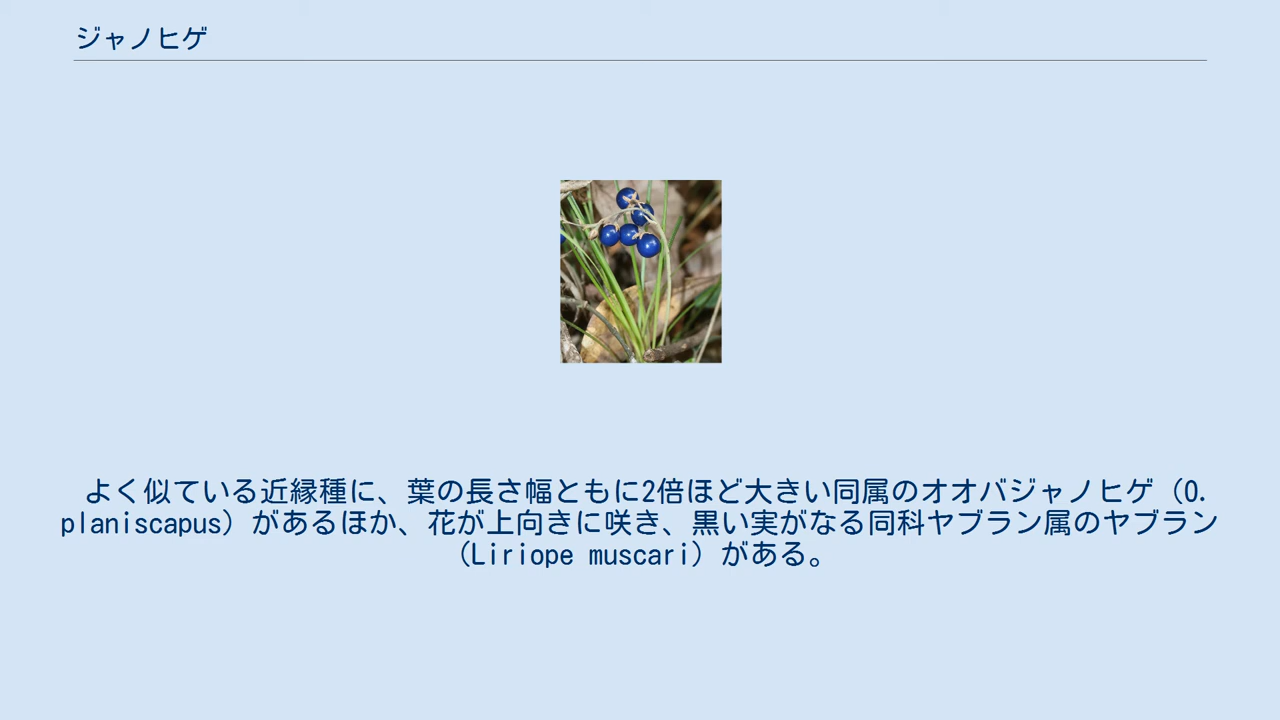 ジャノヒゲ
よく似ている近縁種に、葉の長さ幅ともに2倍ほど大きい同属のオオバジャノヒゲ（O.
planiscapus）があるほか、花が上向きに咲き、黒い実がなる同科ヤブラン属のヤブラン
（Liriope muscari）がある。